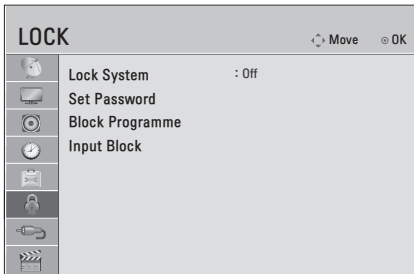 LOCK
Move OK
Lock System : Off
Set Password
Block Programme
Input Block